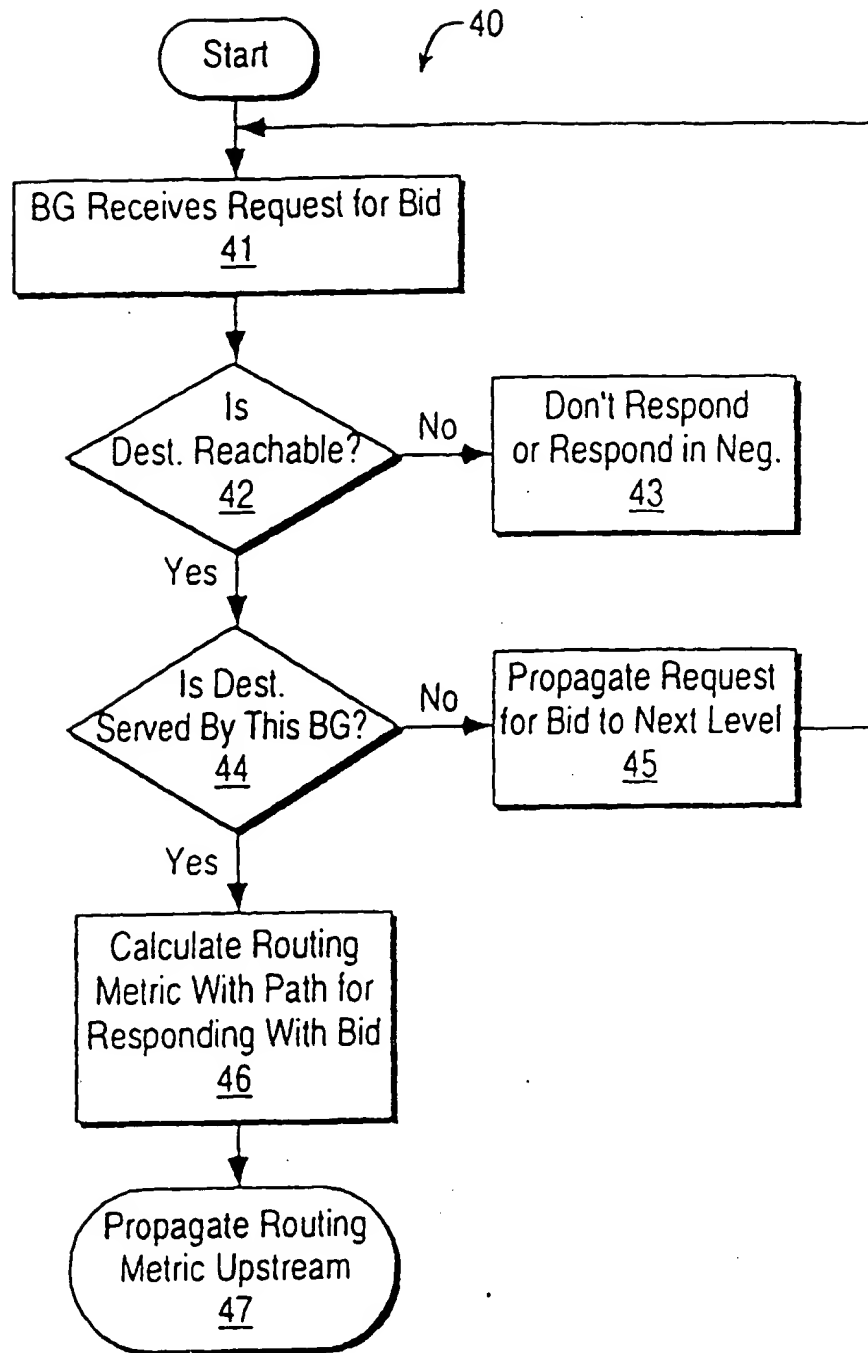 40
Start
BG Receives Request for Bid
41
Is
Dest. Reachable?
42
No
Don't Respond
or Respond in Neg.
43
Yes
Is Dest.
Served By This BG?
44
No
Propagate Request
for Bid to Next Level
45
Yes
Calculate Routing
Metric With Path for
Responding With Bid
46
Propagate Routing
Metric Upstream
47